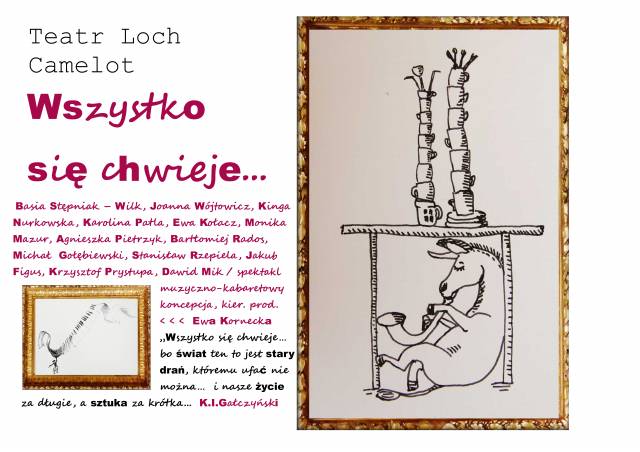 Teatr Loch
Camelot
Wszystko
się chwieje...
Basia Stępniak – Wilk, Joanna Wójtowicz, Kinga
Nurkowska, Karolina Patla, Ewa Kotacz, Monika
Mazur, Agnieszka Pietrzyk, Barttomiej Rados,
Michał Gołębiewski, Stanisław Rzepiela, Jakub
Figus, Krzysztof Prystupa, Dawid Mik / spektakl
muzyczno-kabaretowy
koncepcja, kier. prod.
< < < Ewa Kornecka
„Wszystko się chwieje...
bo świat ten to jest stary
drań, któremu ufać nie
można... i nasze życie
za długie, a sztuka za krótka... K.I.Gałczyński